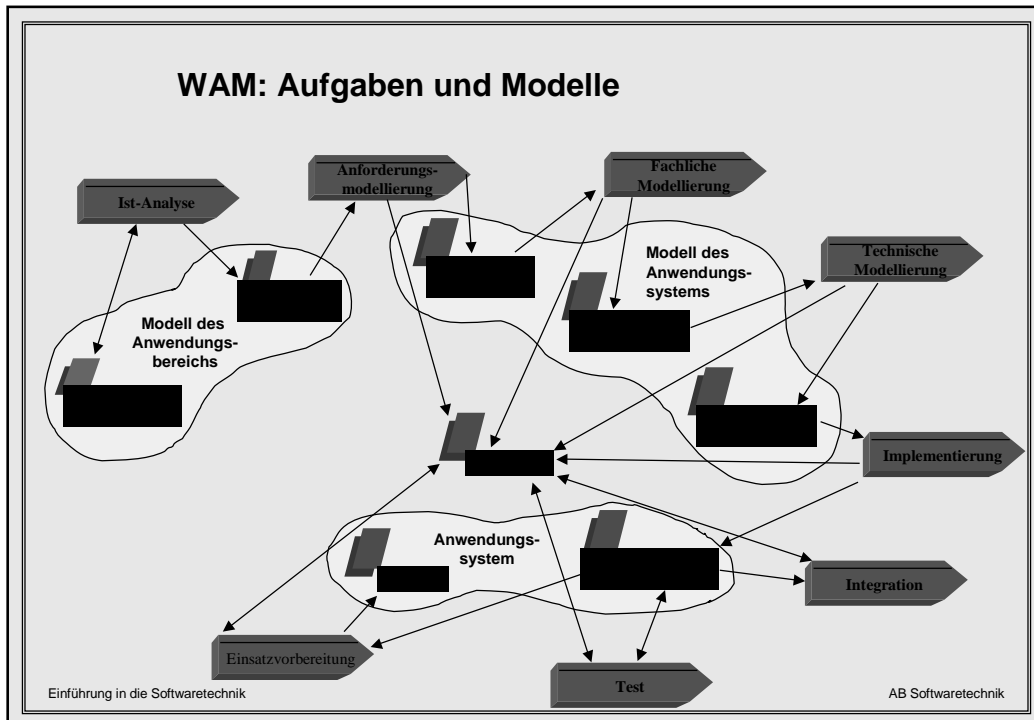 WAM: Aufgaben und Modelle
Anforderungs-
modellierung
Fachliche
Modellierung
Ist-Analyse
Technische
Modellierung
Modell des
Anwendungs-
systems
Modell des
Anwendungs-
bereichs
Implementierung
Anwendungs-
system
Integration
Einsatzvorbereitung
Test
Einführung in die Softwaretechnik
AB Softwaretechnik